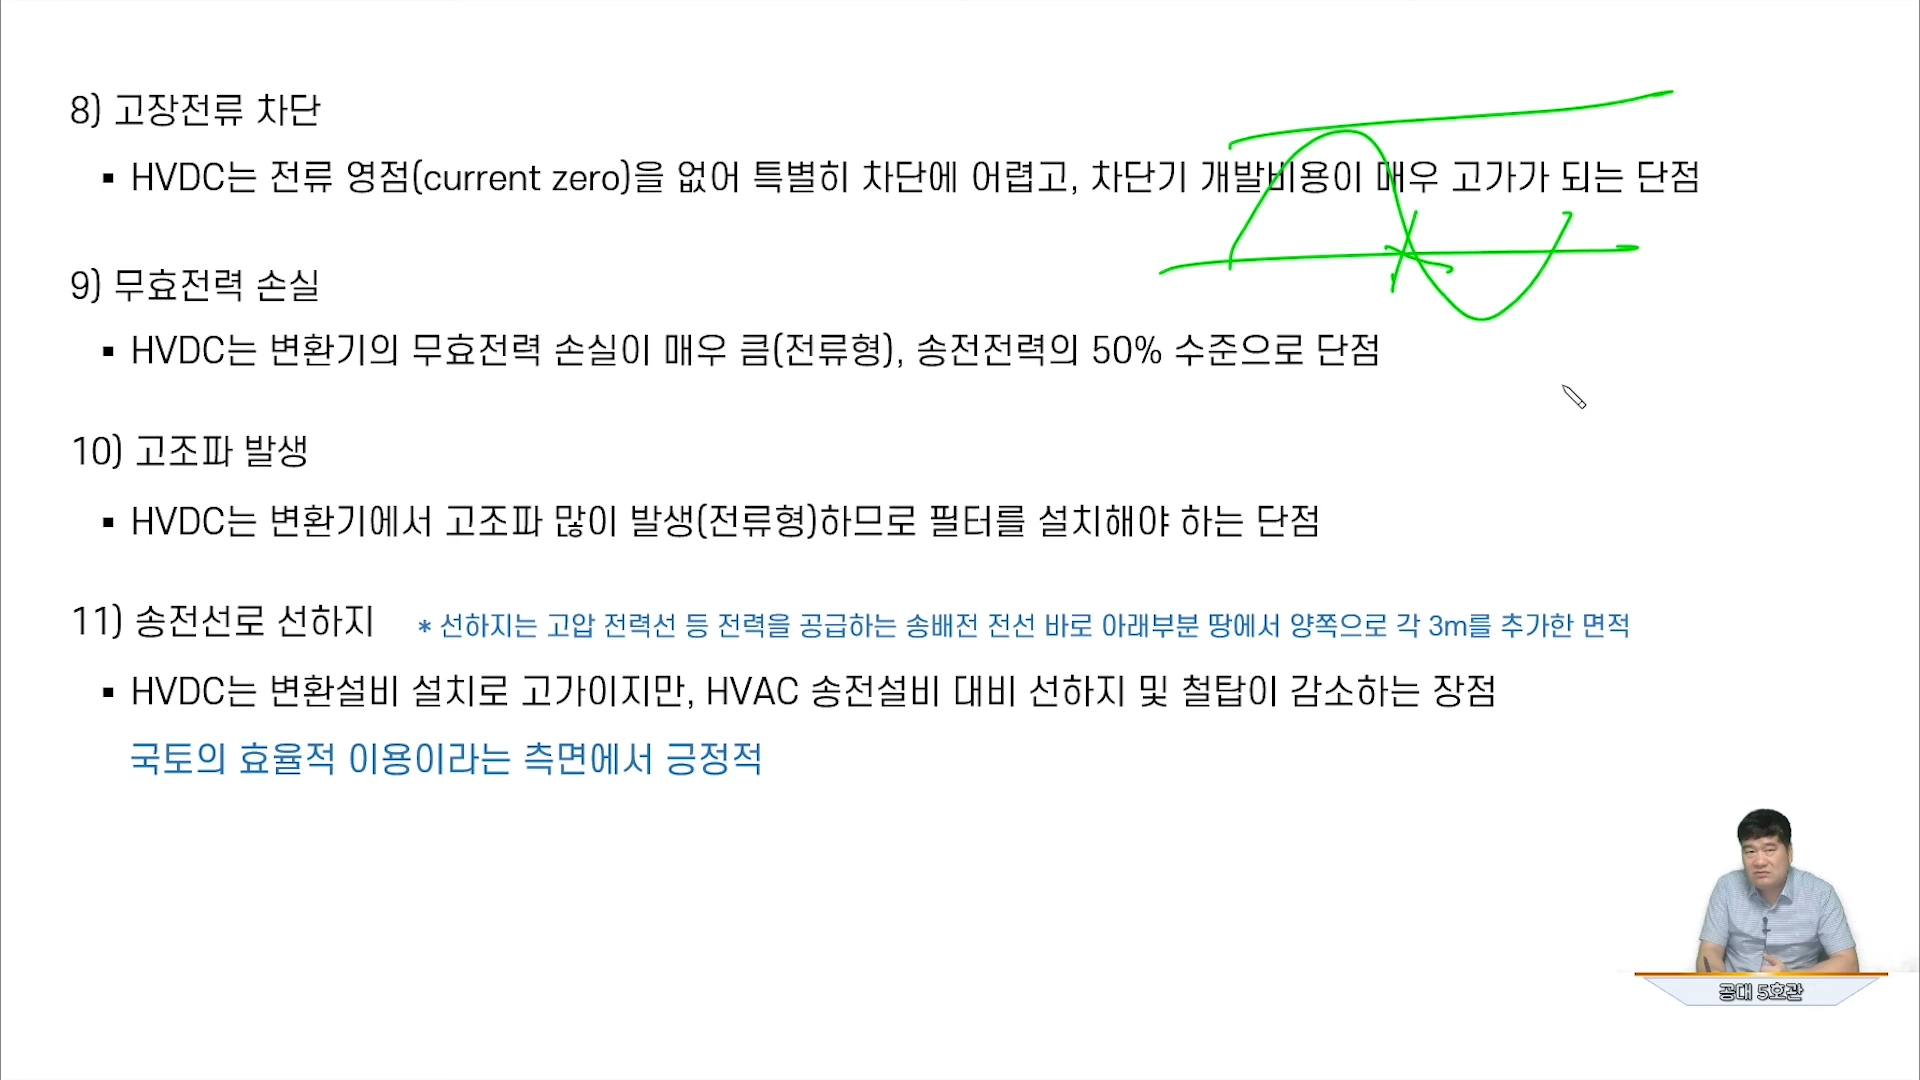 8) 고장전류 차단
▪ HVDC는 전류 영점(current zero)을 없어 특별히 차단에 어렵고, 차단기 개발비용이 매우 고가가 되는 단점
9) 무효전력 손실
▪ HVDC는 변환기의 무효전력 손실이 매우 큼(전류형), 송전전력의 50% 수준으로 단점
10) 고조파 발생
▪ HVDC는 변환기에서 고조파 많이 발생(전류형)하므로 필터를 설치해야 하는 단점
11) 송전선로 선하지 * 선하지는 고압 전력선 등 전력을 공급하는 송배전 전선 바로 아래부분 땅에서 양쪽으로 각 3m를 추가한 면적
▪ HVDC는 변환설비 설치로 고가이지만, HVAC 송전설비 대비 선하지 및 철탑이 감소하는 장점
국토의 효율적 이용이라는 측면에서 긍정적
공대 5호관